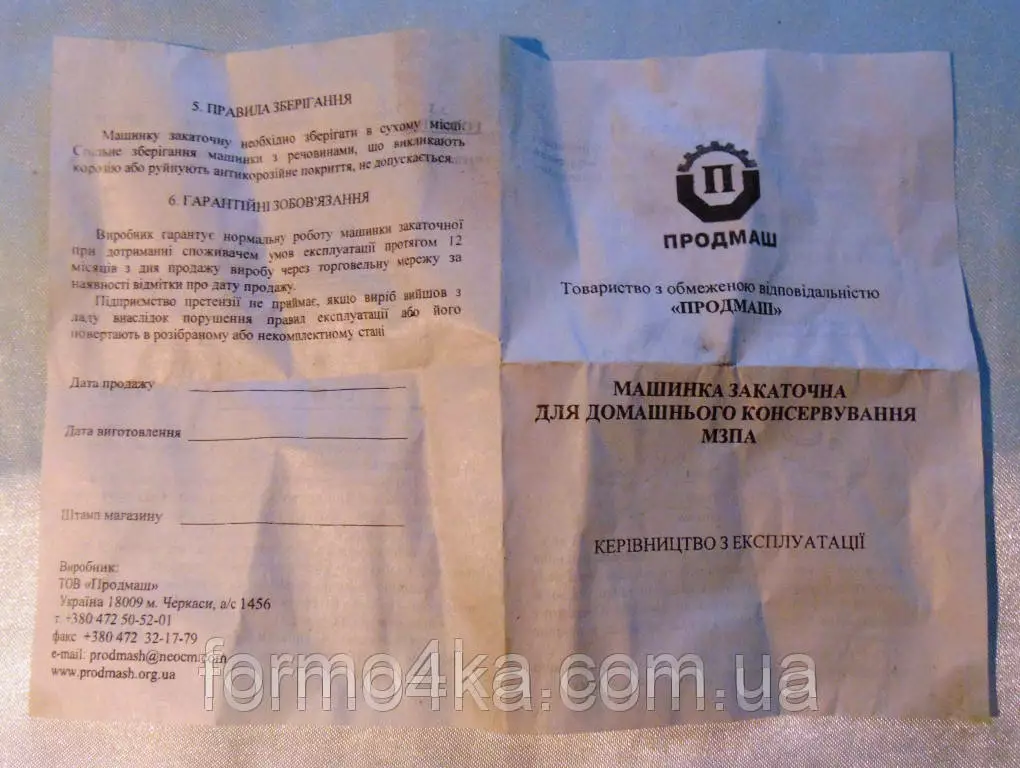 5. ПРАВИЛА ЗБЕРІГАННЯ
Машинку закаточну необхідно зберігати в сухому місці.
Спільне зберігання машинки з речовинами, що викликають
корозію або руйнують антикорозійне покриття, не допускається.
6. ГАРАНТІЙНІ ЗОБОВ'ЯЗАННЯ
Виробник гарантує нормальну роботу машинки закаточної
при дотриманні споживачем умов експлуатації протягом 12
місяців з дня продажу виробу через торговельну мережу за
наявності відмітки про дату продажу.
Підприємство претензії не приймає, якщо виріб вийшов з
ладу внаслідок порушення правил експлуатації або його
повертають в розібраному або некомплектному стані
Дата продажу
Дата виготовлення
Штамп магазину
Виробник:
ТОВ «Продмаш»
Україна 18009 м. Черкаси, а/с 1456
т. +380 472 50-52-01
факс +380 472 32-17-79
e-mail: prodmash@neocm.com
www.prodmash.org.ua
П
ПРОДМАШ
Товариство з обмеженою відповідальністю
«ПРОДМАШ»
МАШИНКА ЗАКАТОЧНА
ДЛЯ ДОМАШНЬОГО КОНСЕРВУВАННЯ
МЗПА
КЕРІВНИЦТВО З ЕКСПЛУАТАЦІЇ
formo4ka.com.ua